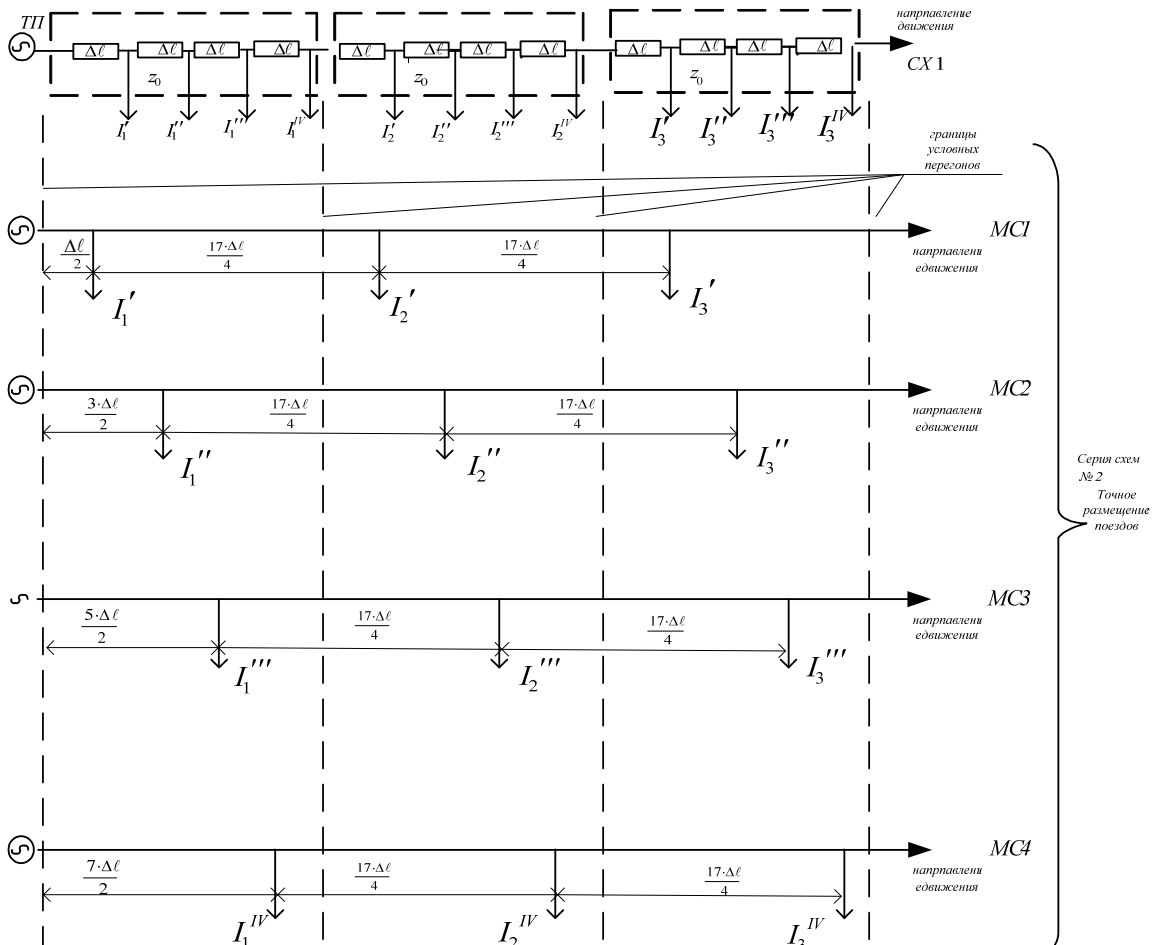 ТП
Δℓ Δℓ Δℓ Δℓ Δℓ Δℓ Δℓ Δℓ Δℓ Δℓ Δℓ Δℓ
z₀ z₀ z₀
напрравление
движения
СХ 1
I₁′ I₁′′ I₁′′′ I₁ᴵⱽ I₂′ I₂′′ I₂′′′ I₂ᴵⱽ I₃′ I₃′′ I₃′′′ I₃ᴵⱽ
границы
условных
перегонов
МС1
Δℓ/2 17·Δℓ/4 17·Δℓ/4
напрравлени
едвижения
I₁′ I₂′ I₃′
МС2
3·Δℓ/2 17·Δℓ/4 17·Δℓ/4
напрравлени
едвижения
I₁′′ I₂′′ I₃′′
Серия схем
№ 2
Точное
размещение
поездов
МС3
5·Δℓ/2 17·Δℓ/4 17·Δℓ/4
напрравлени
едвижения
I₁′′′ I₂′′′ I₃′′′
МС4
7·Δℓ/2 17·Δℓ/4 17·Δℓ/4
напрравлени
едвижения
I₁ᴵⱽ I₂ᴵⱽ I₃ᴵⱽ